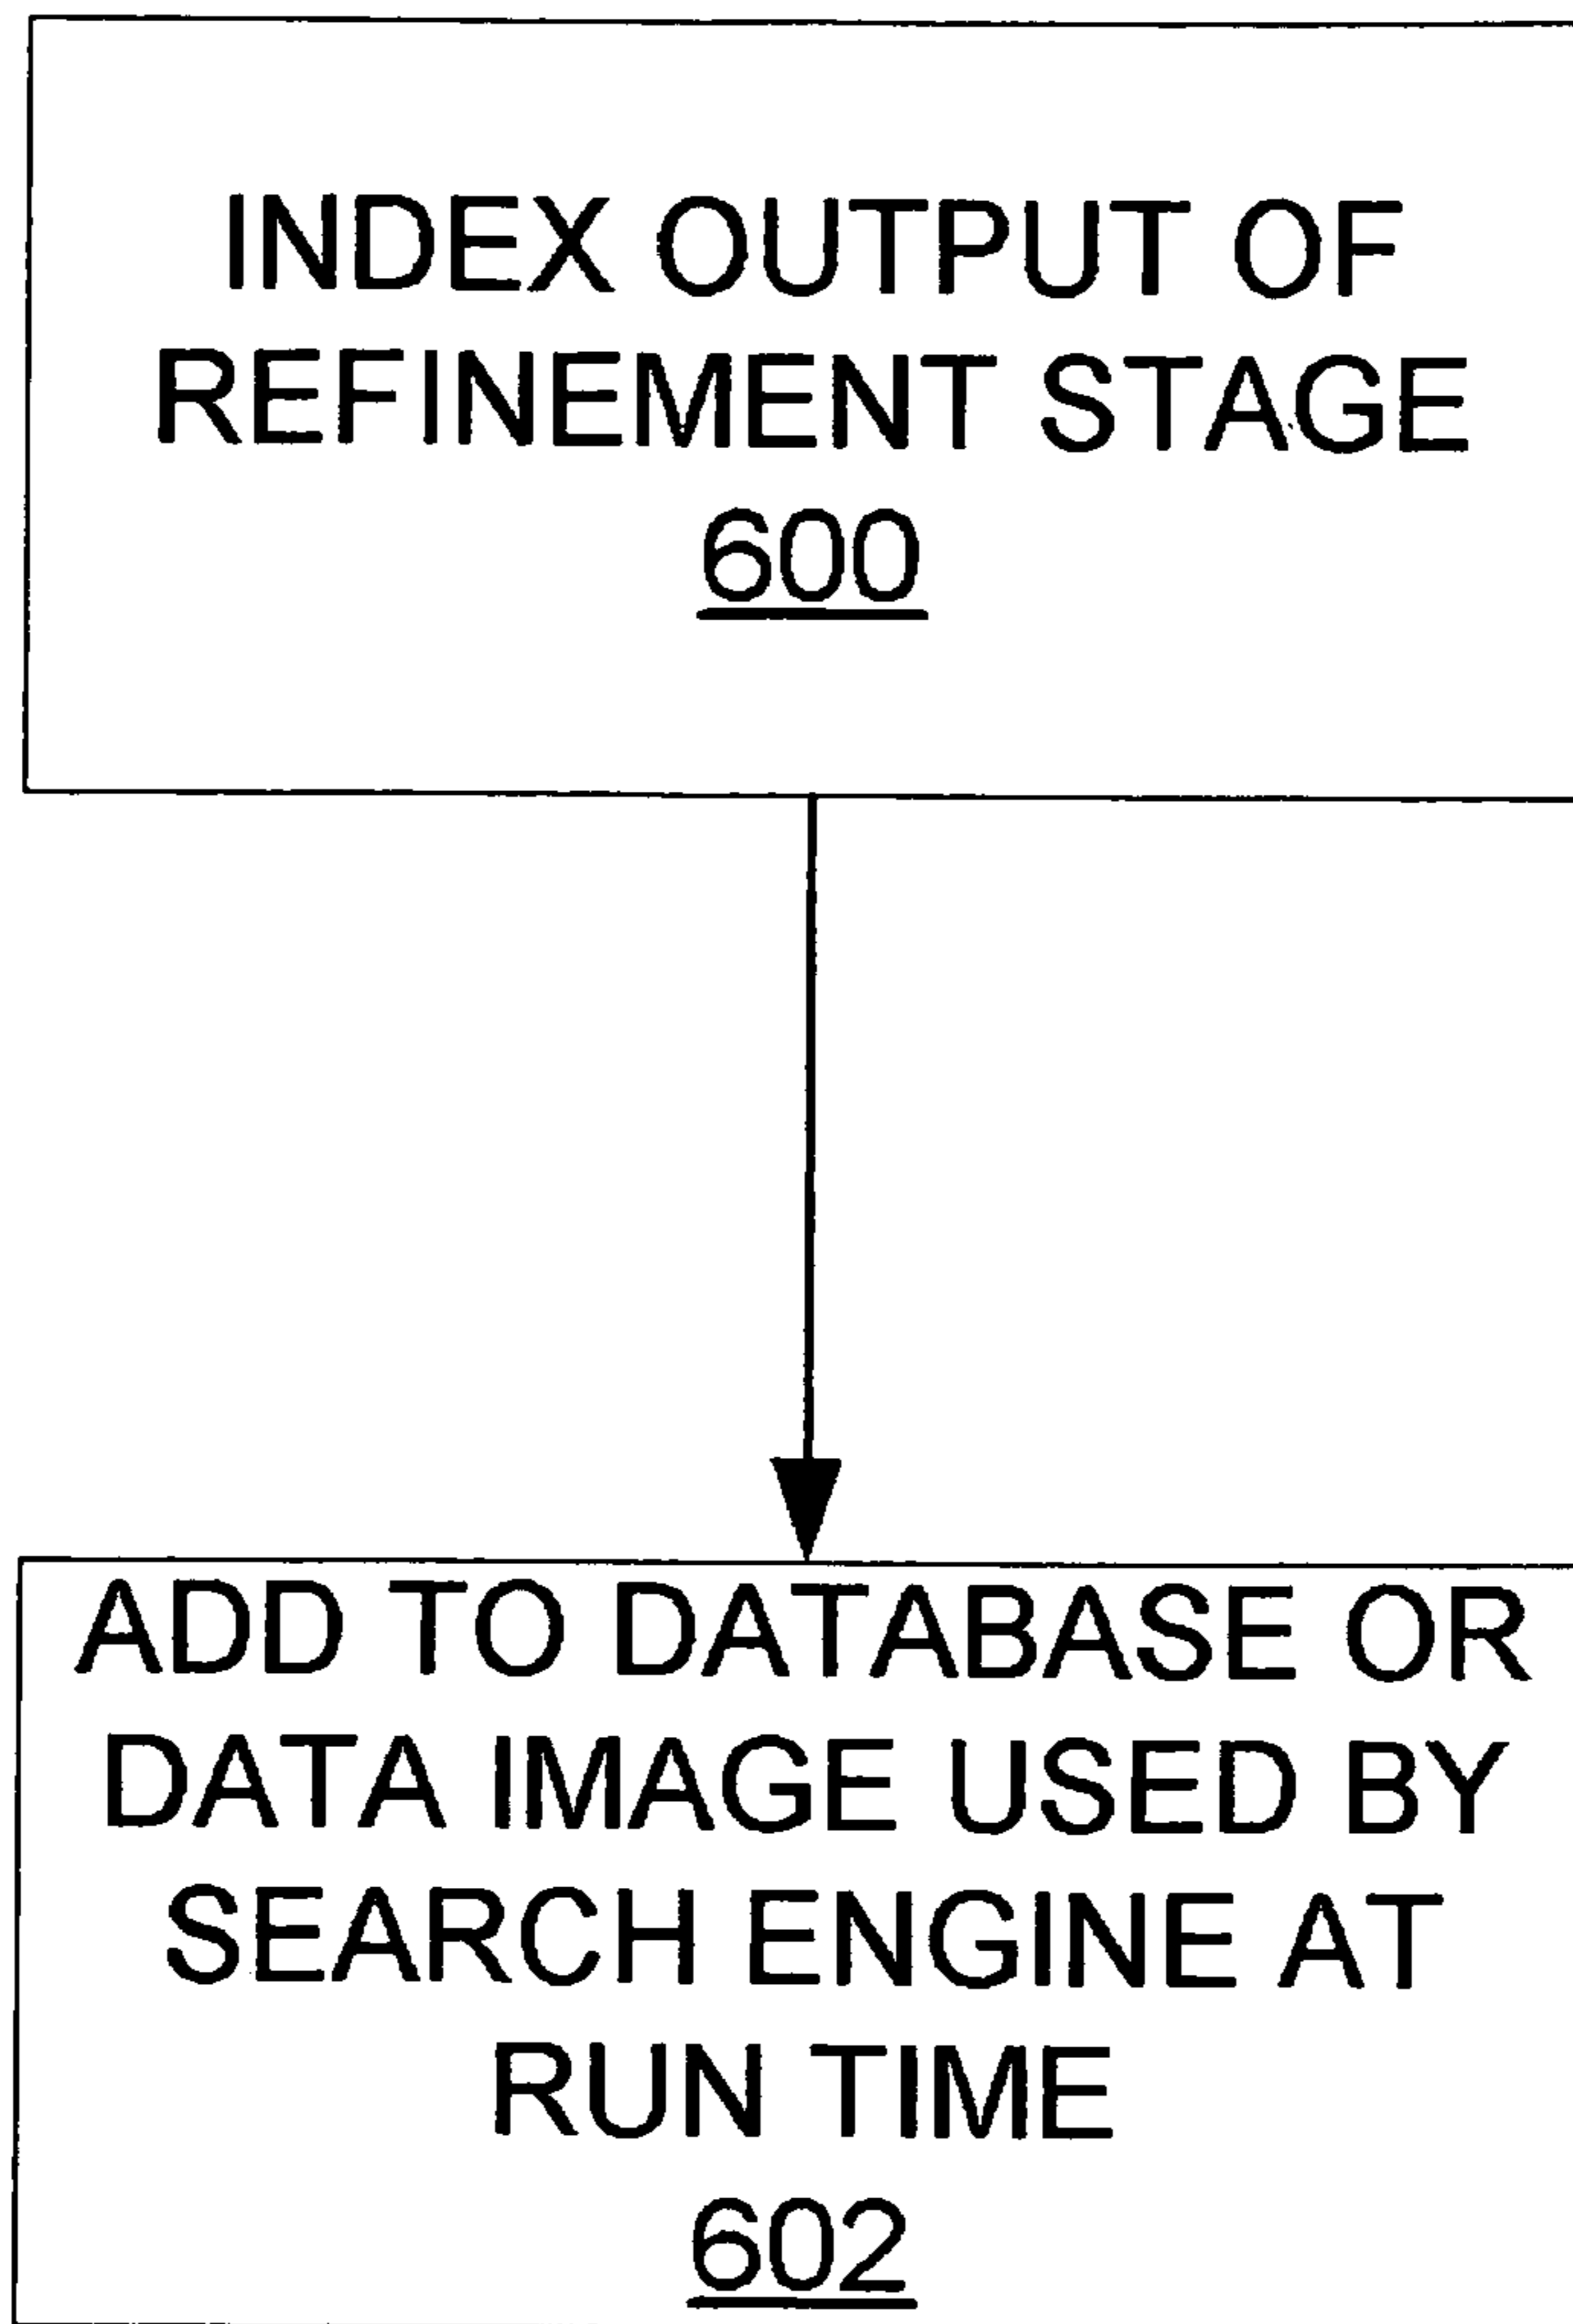 INDEX OUTPUT OF
REFINEMENT STAGE
600
ADD TO DATABASE OR
DATA IMAGE USED BY
SEARCH ENGINE AT
RUN TIME
602